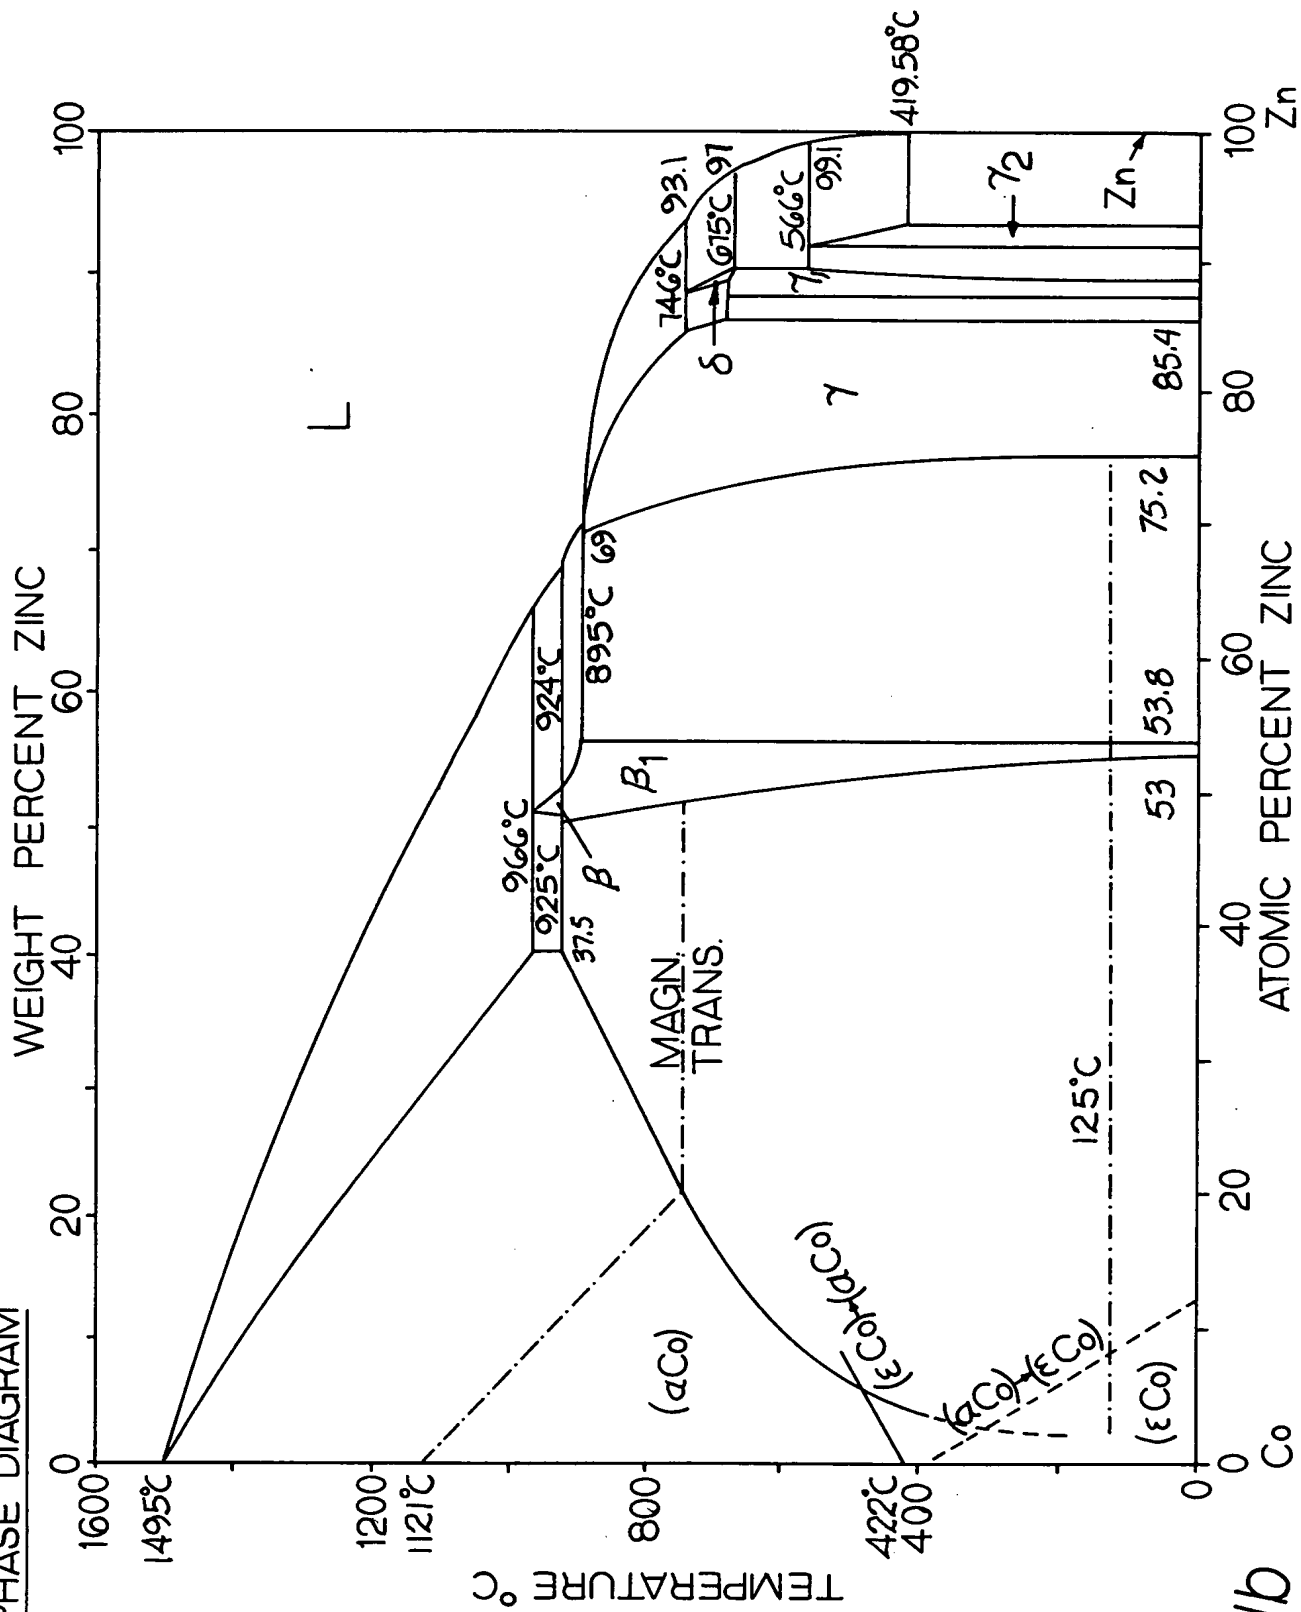 PHASE DIAGRAM
WEIGHT PERCENT ZINC
0 20 40 60 80 100
TEMPERATURE °C
1600
1495°C
1200
1121°C
800
422°C
400
0
L
966°C
925°C
924°C
37.5
β
β1
895°C 69
746°C 93.1
675°C 97
δ
566°C
99.1
γ1
γ
γ2
Zn
419.58°C
MAGN.
TRANS.
(αCo)
(εCo)→(αCo)
(αCo)→(εCo)
(εCo)
125°C
53
53.8
75.2
85.4
0 20 40 60 80 100
Co
ATOMIC PERCENT ZINC
Zn